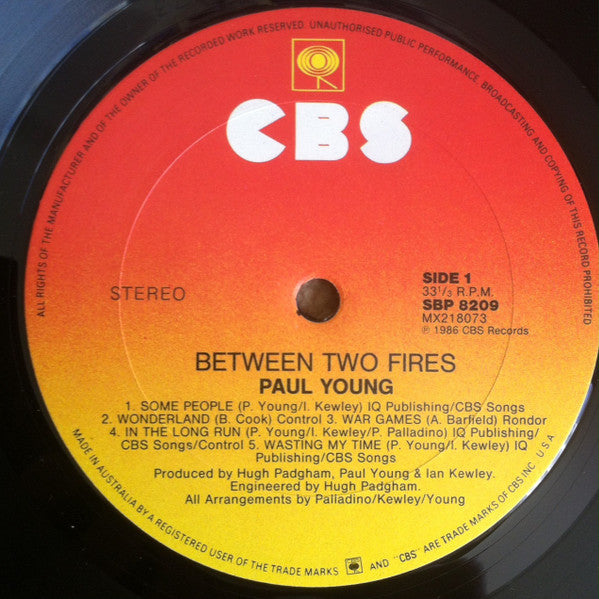 ALL RIGHTS OF THE MANUFACTURER AND OF THE OWNER OF THE RECORDED WORK RESERVED. UNAUTHORISED PUBLIC PERFORMANCE, BROADCASTING AND COPYING OF THIS RECORD PROHIBITED
CBS
STEREO
SIDE 1
33 1/3 R.P.M.
SBP 8209
MX218073
℗ 1986 CBS Records
BETWEEN TWO FIRES
PAUL YOUNG
1. SOME PEOPLE (P. Young/I. Kewley) IQ Publishing/CBS Songs
2. WONDERLAND (B. Cook) Control 3. WAR GAMES (A. Barfield) Rondor
4. IN THE LONG RUN (P. Young/I. Kewley/P. Palladino) IQ Publishing/
CBS Songs/Control 5. WASTING MY TIME (P. Young/I. Kewley) IQ
Publishing/CBS Songs
Produced by Hugh Padgham, Paul Young & Ian Kewley.
Engineered by Hugh Padgham.
All Arrangements by Palladino/Kewley/Young
MADE IN AUSTRALIA BY A REGISTERED USER OF THE TRADE MARKS AND "CBS" ARE TRADE MARKS OF CBS INC USA